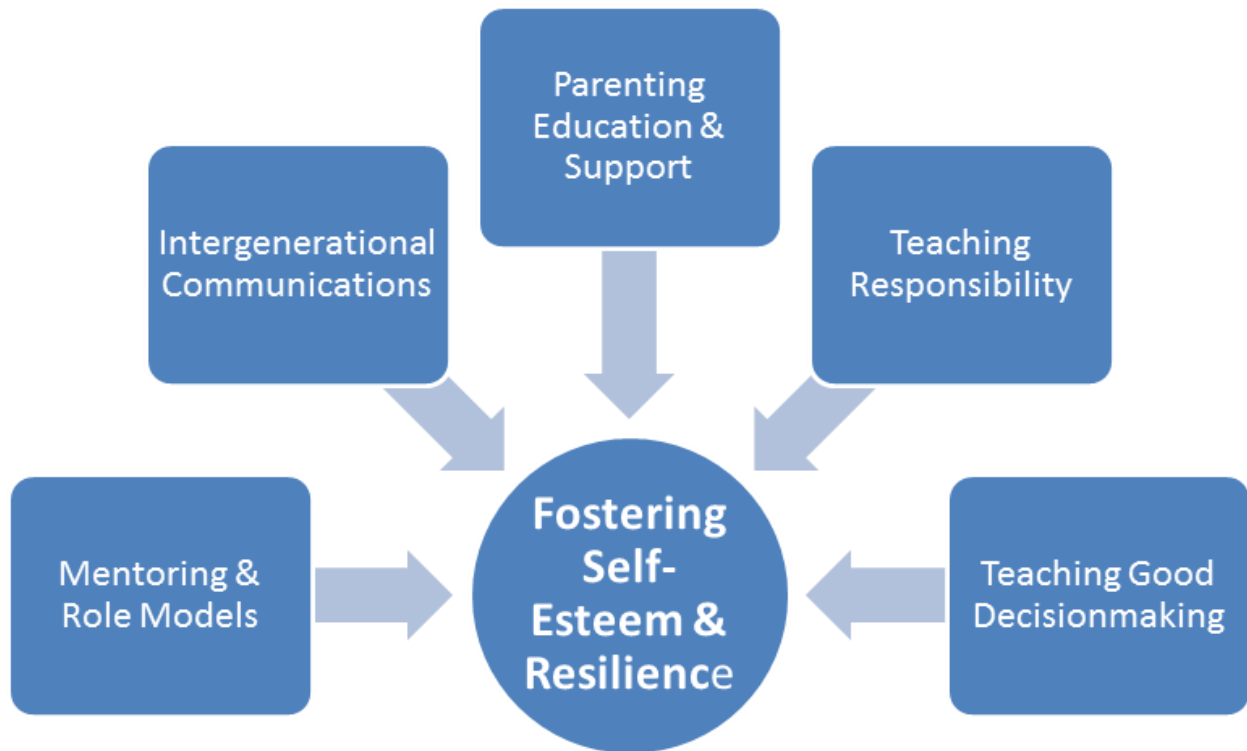 Parenting
Education &
Support
Intergenerational
Communications
Teaching
Responsibility
Mentoring &
Role Models
Fostering
Self-
Esteem &
Resilience
Teaching Good
Decisionmaking